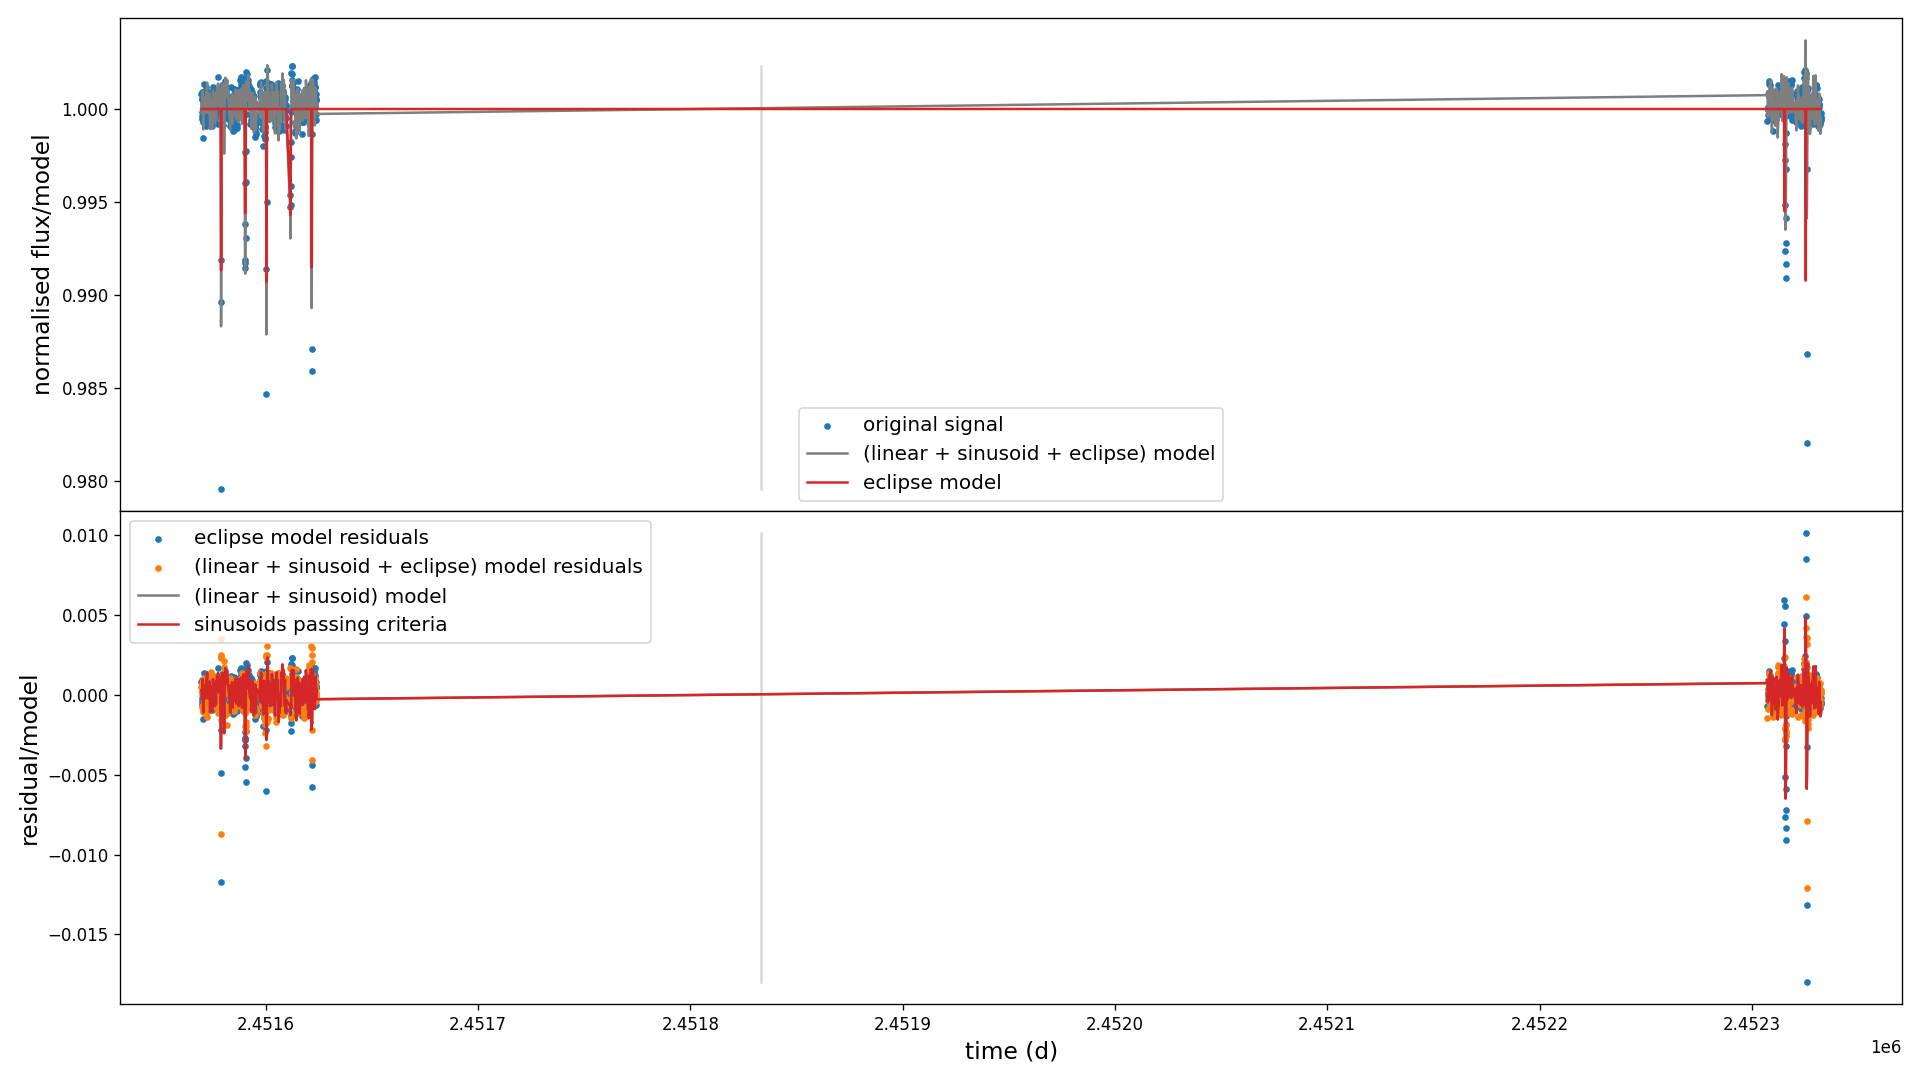 normalised flux/model
1.000
0.995
0.990
0.985
0.980
original signal
(linear + sinusoid + eclipse) model
eclipse model
residual/model
0.010
0.005
0.000
−0.005
−0.010
−0.015
eclipse model residuals
(linear + sinusoid + eclipse) model residuals
(linear + sinusoid) model
sinusoids passing criteria
2.4516 2.4517 2.4518 2.4519 2.4520 2.4521 2.4522 2.4523
1e6
time (d)